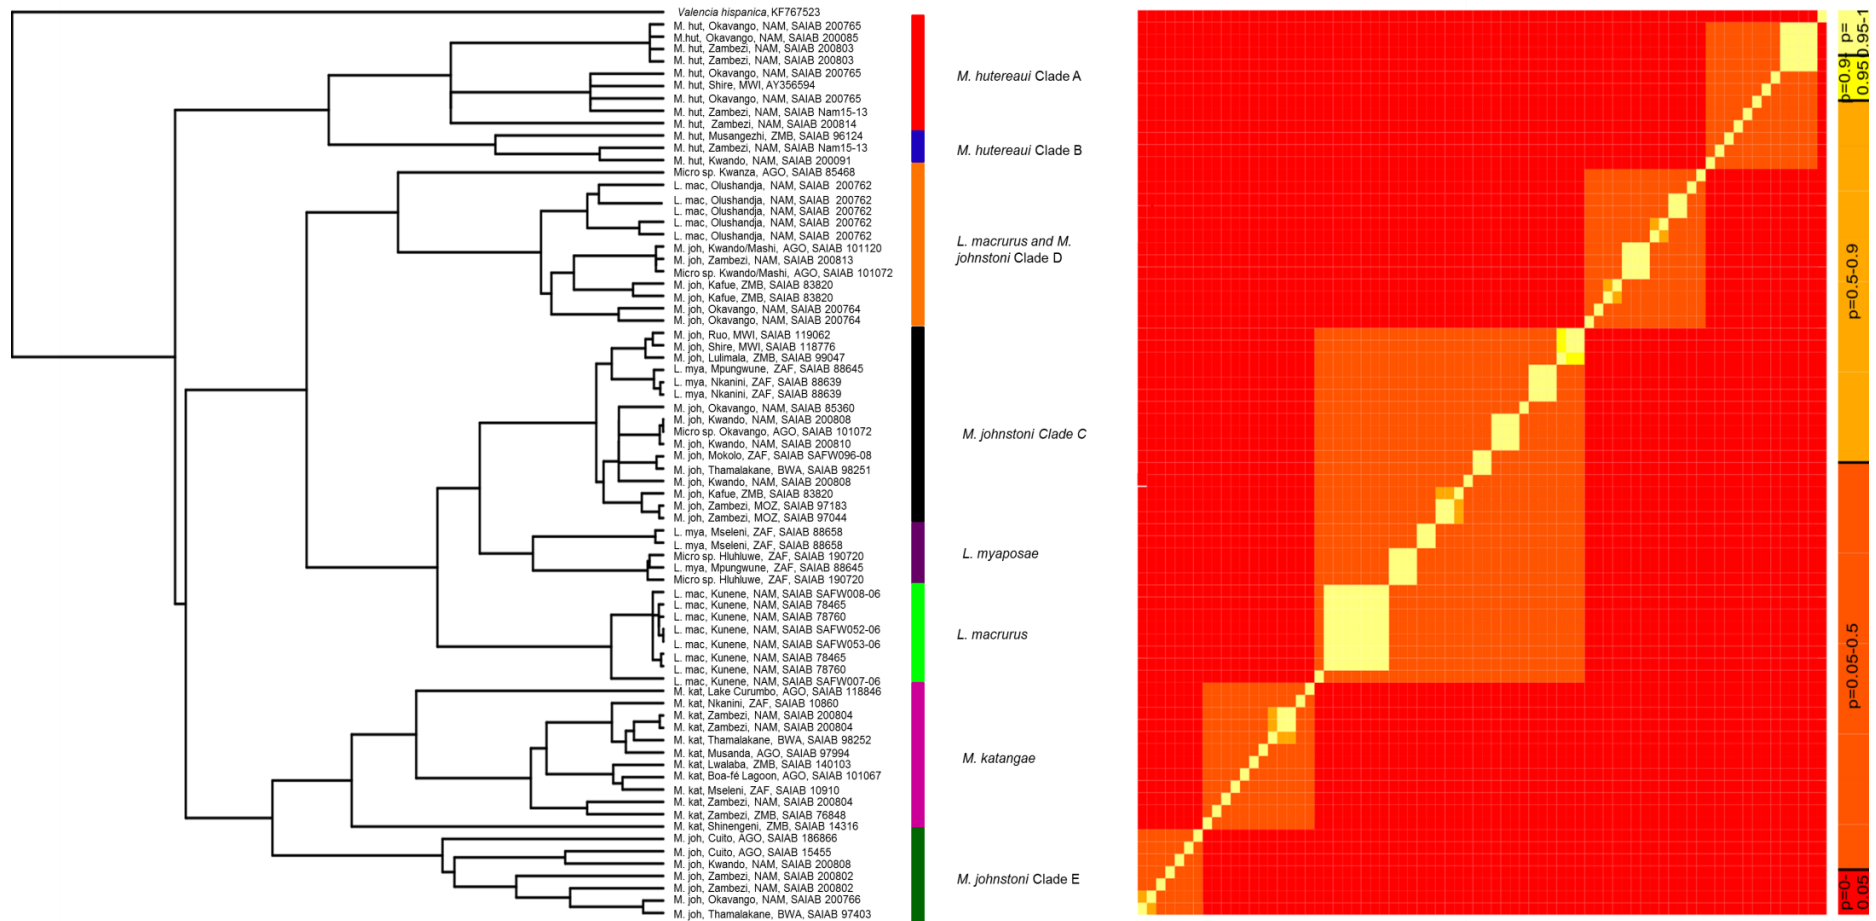 Valencia hispanica, KF767523
M. hut, Okavango, NAM, SAIAB 200765
M.hut, Okavango, NAM, SAIAB 200085
M. hut, Zambezi, NAM, SAIAB 200803
M. hut, Zambezi, NAM, SAIAB 200803
M. hut, Okavango, NAM, SAIAB 200765
M. hut, Shire, MWI, AY356594
M. hut, Okavango, NAM, SAIAB 200765
M. hut, Zambezi, NAM, SAIAB Nam15-13
M. hut, Zambezi, NAM, SAIAB 200814
M. hut, Musangezhi, ZMB, SAIAB 96124
M. hut, Zambezi, NAM, SAIAB Nam15-13
M. hut, Kwando, NAM, SAIAB 200091
Micro sp. Kwanza, AGO, SAIAB 85468
L. mac, Olushandja, NAM, SAIAB 200762
L. mac, Olushandja, NAM, SAIAB 200762
L. mac, Olushandja, NAM, SAIAB 200762
L. mac, Olushandja, NAM, SAIAB 200762
L. mac, Olushandja, NAM, SAIAB 200762
M. joh, Kwando/Mashi, AGO, SAIAB 101120
M. joh, Zambezi, NAM, SAIAB 200813
Micro sp. Kwando/Mashi, AGO, SAIAB 101072
M. joh, Kafue, ZMB, SAIAB 83820
M. joh, Kafue, ZMB, SAIAB 83820
M. joh, Okavango, NAM, SAIAB 200764
M. joh, Okavango, NAM, SAIAB 200764
M. joh, Ruo, MWI, SAIAB 119062
M. joh, Shire, MWI, SAIAB 118776
M. joh, Lulimala, ZMB, SAIAB 99047
L. mya, Mpungwune, ZAF, SAIAB 88645
L. mya, Nkanini, ZAF, SAIAB 88639
L. mya, Nkanini, ZAF, SAIAB 88639
M. joh, Okavango, NAM, SAIAB 85360
M. joh, Kwando, NAM, SAIAB 200808
Micro sp. Okavango, AGO, SAIAB 101072
M. joh, Kwando, NAM, SAIAB 200810
M. joh, Mokolo, ZAF, SAIAB SAFW096-08
M. joh, Thamalakane, BWA, SAIAB 98251
M. joh, Kwando, NAM, SAIAB 200808
M. joh, Kafue, ZMB, SAIAB 83820
M. joh, Zambezi, MOZ, SAIAB 97183
M. joh, Zambezi, MOZ, SAIAB 97044
L. mya, Mseleni, ZAF, SAIAB 88658
L. mya, Mseleni, ZAF, SAIAB 88658
Micro sp. Hluhluwe, ZAF, SAIAB 190720
L. mya, Mpungwune, ZAF, SAIAB 88645
Micro sp. Hluhluwe, ZAF, SAIAB 190720
L. mac, Kunene, NAM, SAIAB SAFW008-06
L. mac, Kunene, NAM, SAIAB 78465
L. mac, Kunene, NAM, SAIAB 78760
L. mac, Kunene, NAM, SAIAB SAFW052-06
L. mac, Kunene, NAM, SAIAB SAFW053-06
L. mac, Kunene, NAM, SAIAB 78465
L. mac, Kunene, NAM, SAIAB 78760
L. mac, Kunene, NAM, SAIAB SAFW007-06
M. kat, Lake Curumbo, AGO, SAIAB 118846
M. kat, Nkanini, ZAF, SAIAB 10860
M. kat, Zambezi, NAM, SAIAB 200804
M. kat, Zambezi, NAM, SAIAB 200804
M. kat, Thamalakane, BWA, SAIAB 98252
M. kat, Musanda, AGO, SAIAB 97994
M. kat, Lwalaba, ZMB, SAIAB 140103
M. kat, Boa-fé Lagoon, AGO, SAIAB 101067
M. kat, Mseleni, ZAF, SAIAB 10910
M. kat, Zambezi, NAM, SAIAB 200804
M. kat, Zambezi, ZMB, SAIAB 76848
M. kat, Shinengeni, ZMB, SAIAB 14316
M. joh, Cuito, AGO, SAIAB 186866
M. joh, Cuito, AGO, SAIAB 15455
M. joh, Kwando, NAM, SAIAB 200808
M. joh, Zambezi, NAM, SAIAB 200802
M. joh, Zambezi, NAM, SAIAB 200802
M. joh, Okavango, NAM, SAIAB 200766
M. joh, Thamalakane, BWA, SAIAB 97403
M. hutereaui Clade A
M. hutereaui Clade B
L. macrurus and M.
johnstoni Clade D
M. johnstoni Clade C
L. myaposae
L. macrurus
M. katangae
M. johnstoni Clade E
p=
0.95-1
p=0.9-
0.95
p=0.5-0.9
p=0.05-0.5
p=0-
0.05